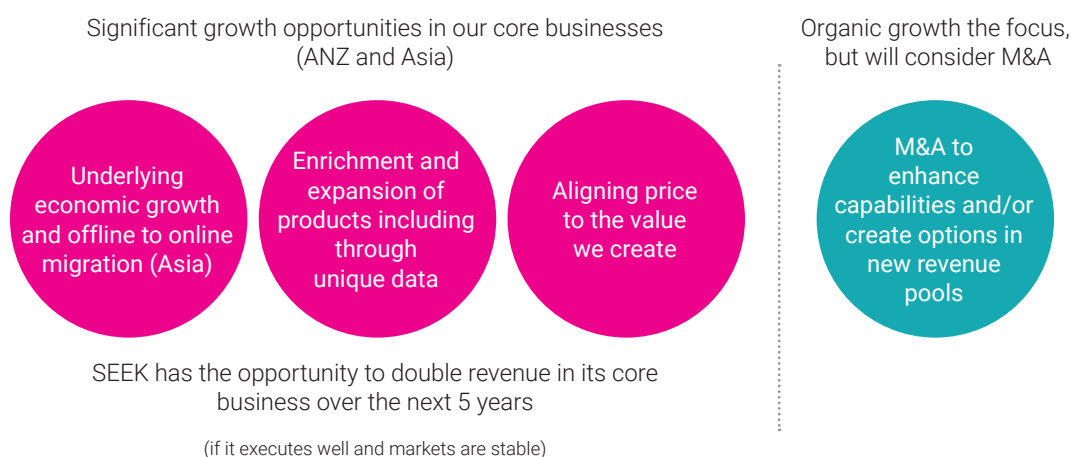 Significant growth opportunities in our core businesses
(ANZ and Asia)
Underlying
economic growth
and offline to online
migration (Asia)
Enrichment and
expansion of
products including
through
unique data
Aligning price
to the value
we create
SEEK has the opportunity to double revenue in its core
business over the next 5 years
(if it executes well and markets are stable)
Organic growth the focus,
but will consider M&A
M&A to
enhance
capabilities and/or
create options in
new revenue
pools